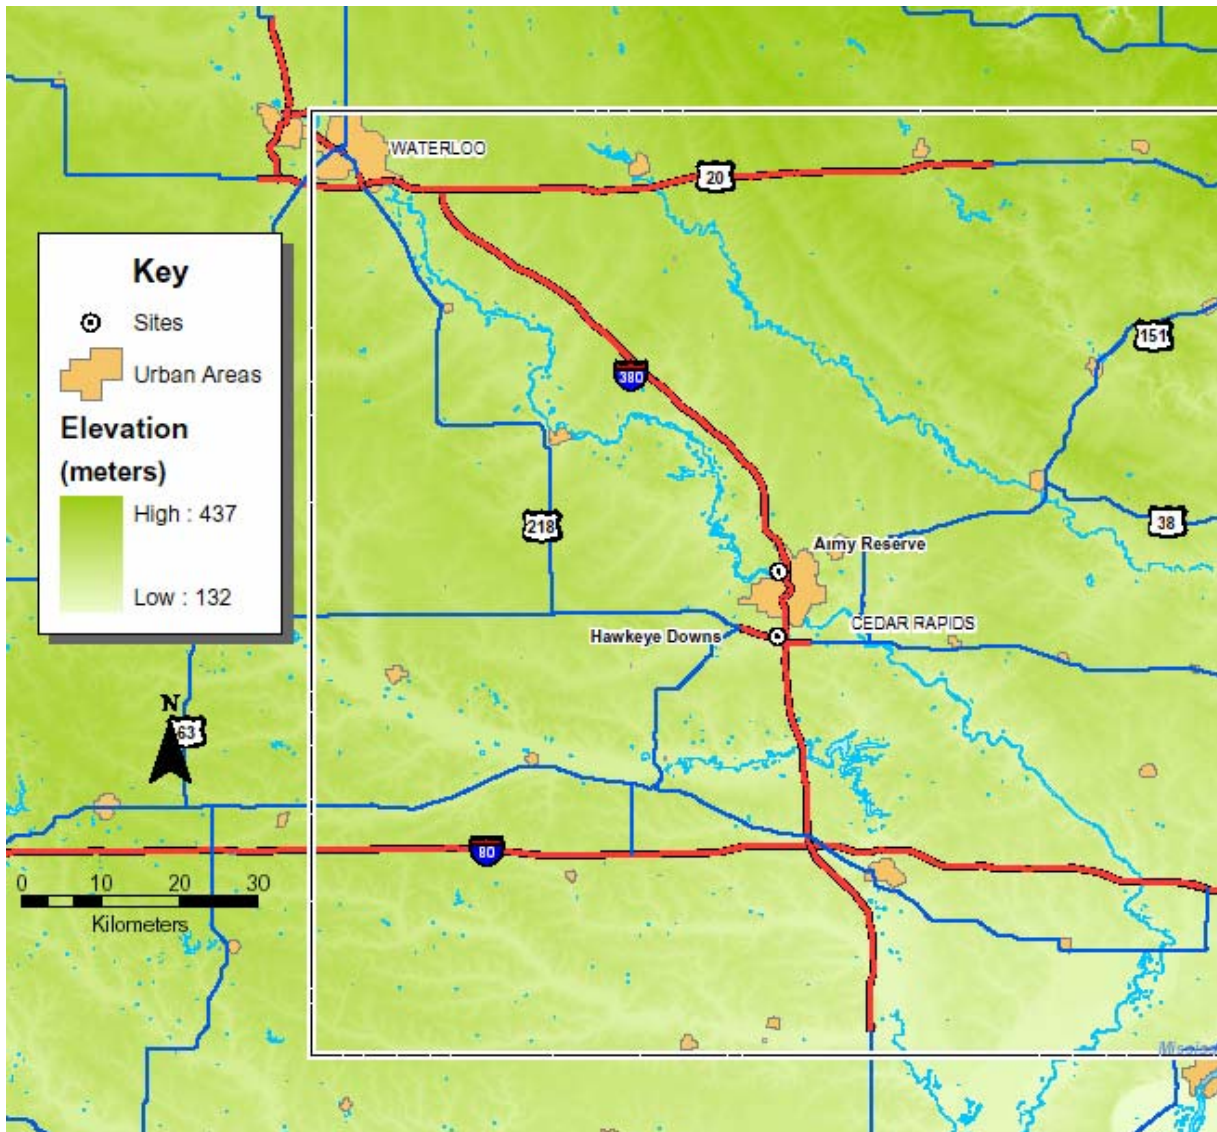 WATERLOO
20
Key
Sites
Urban Areas
Elevation
(meters)
High : 437
Low : 132
151
380
218
38
Army Reserve
CEDAR RAPIDS
Hawkeye Downs
N
63
80
0 10 20 30
Kilometers